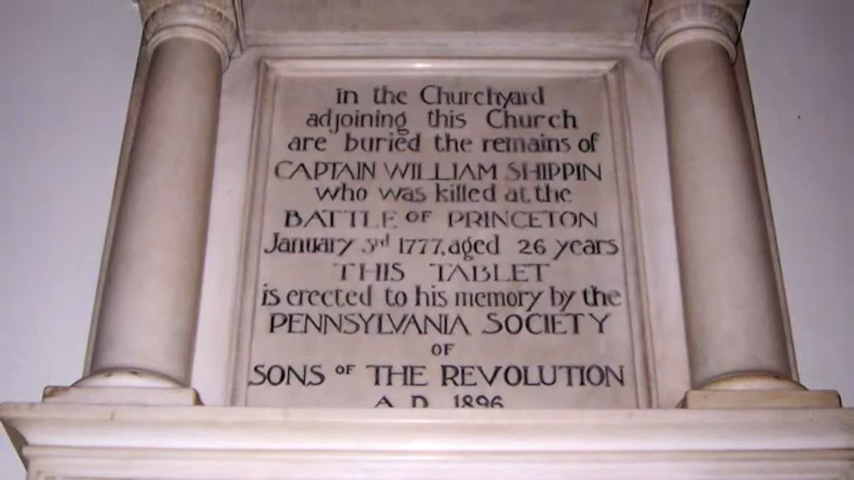 in the Churchyard
adjoining this Church
are buried the remains of
CAPTAIN WILLIAM SHIPPIN
who was killed at the
BATTLE OF PRINCETON
January 3rd 1777, aged 26 years
THIS TABLET
is erected to his memory by the
PENNSYLVANIA SOCIETY
OF
SONS OF THE REVOLUTION
A.D. 1896